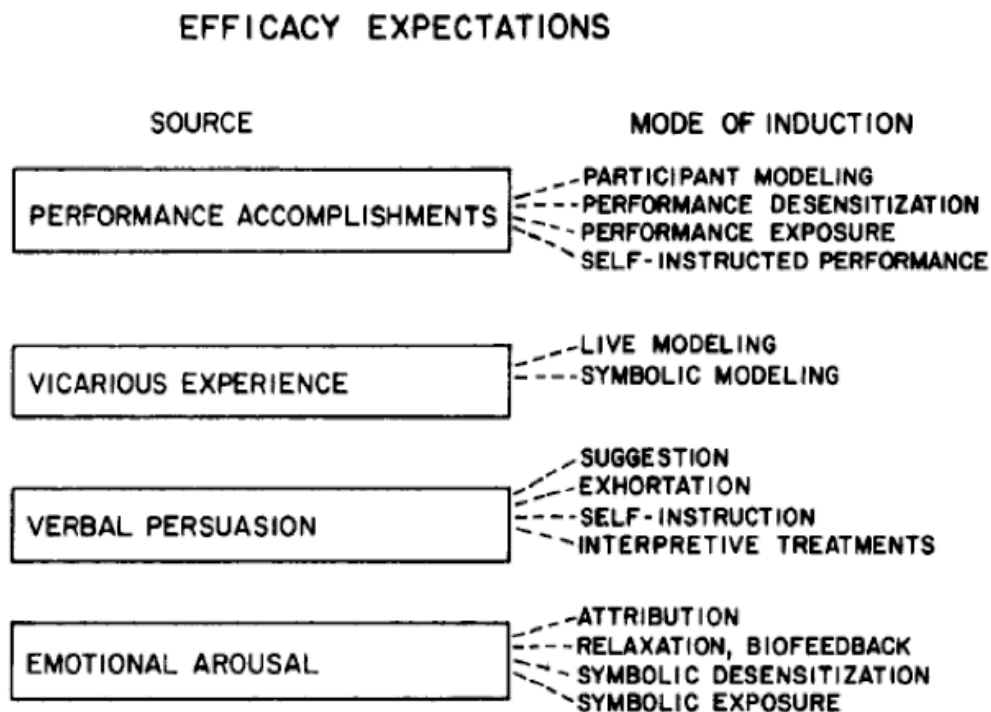 EFFICACY EXPECTATIONS
SOURCE MODE OF INDUCTION
PERFORMANCE ACCOMPLISHMENTS
PARTICIPANT MODELING
PERFORMANCE DESENSITIZATION
PERFORMANCE EXPOSURE
SELF-INSTRUCTED PERFORMANCE
VICARIOUS EXPERIENCE
LIVE MODELING
SYMBOLIC MODELING
VERBAL PERSUASION
SUGGESTION
EXHORTATION
SELF-INSTRUCTION
INTERPRETIVE TREATMENTS
EMOTIONAL AROUSAL
ATTRIBUTION
RELAXATION, BIOFEEDBACK
SYMBOLIC DESENSITIZATION
SYMBOLIC EXPOSURE